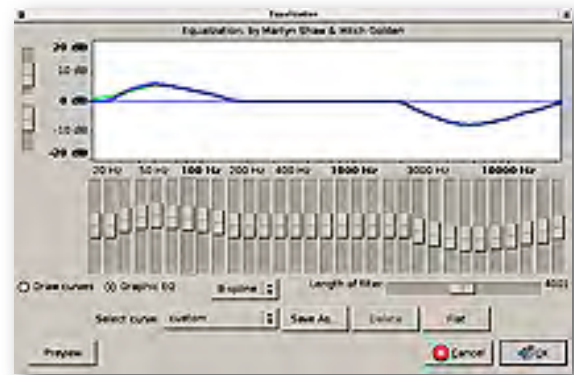 Equalization
Equalization, by Martyn Shaw & Mitch Golden
20 dB
10 dB
0 dB
-10 dB
-20 dB
20 Hz 50 Hz 100 Hz 200 Hz 400 Hz 1000 Hz 3000 Hz 10000 Hz
Draw curves Graphic EQ B-spline Length of filter 4001
Select curve custom Save As... Delete Flat
Preview Cancel OK